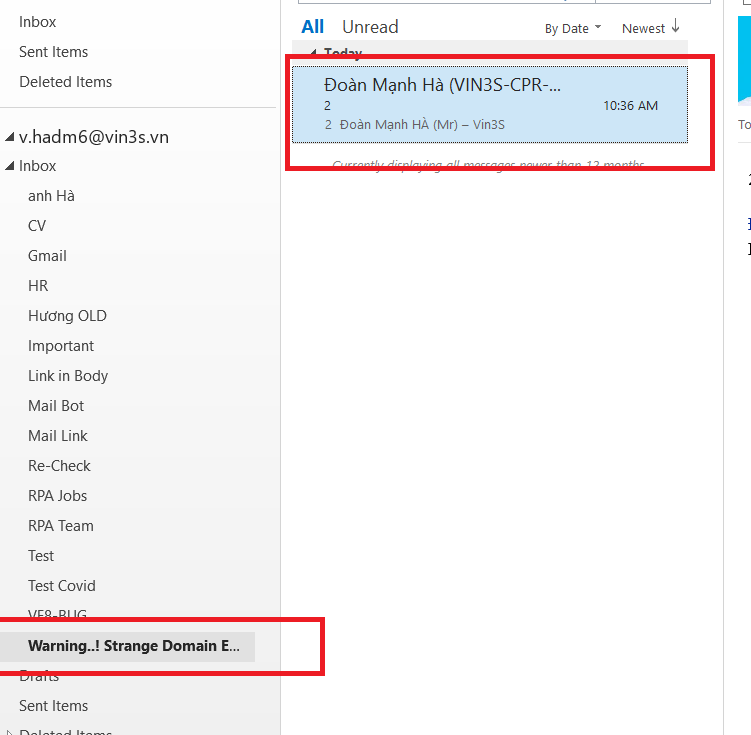 Inbox
Sent Items
Deleted Items
v.hadm6@vin3s.vn
Inbox
anh Hà
CV
Gmail
HR
Hương OLD
Important
Link in Body
Mail Bot
Mail Link
Re-Check
RPA Jobs
RPA Team
Test
Test Covid
VF8-BUG
Warning..! Strange Domain E...
Drafts
Sent Items
Deleted Items
All Unread By Date Newest
Today
Đoàn Mạnh Hà (VIN3S-CPR-...
2 10:36 AM
2 Đoàn Mạnh HÀ (Mr) – Vin3S
Currently displaying all messages newer than 12 months.
To